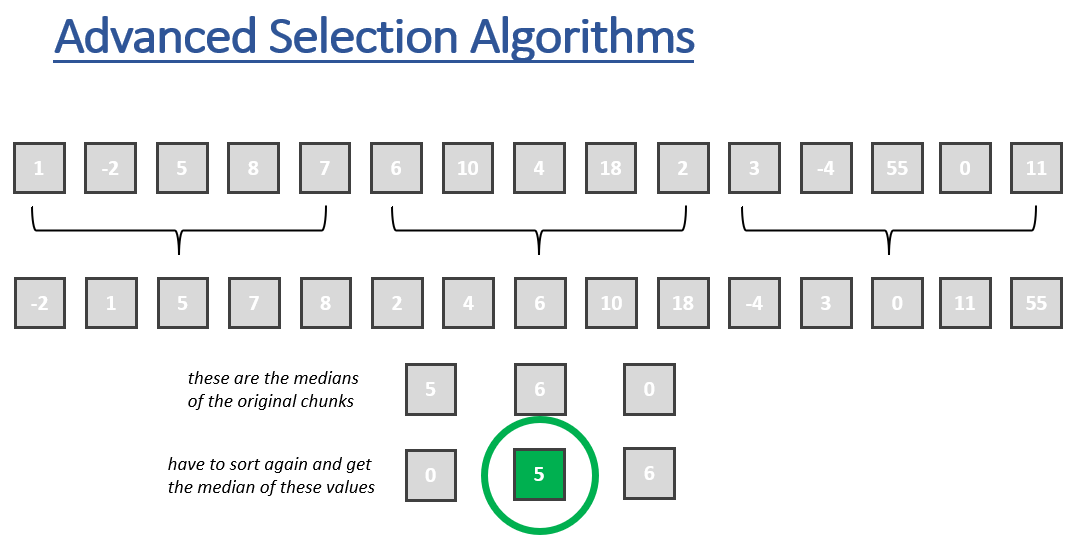 Advanced Selection Algorithms
1 -2 5 8 7 6 10 4 18 2 3 -4 55 0 11
-2 1 5 7 8 2 4 6 10 18 -4 3 0 11 55
these are the medians
of the original chunks
5 6 0
have to sort again and get
the median of these values
0 5 6